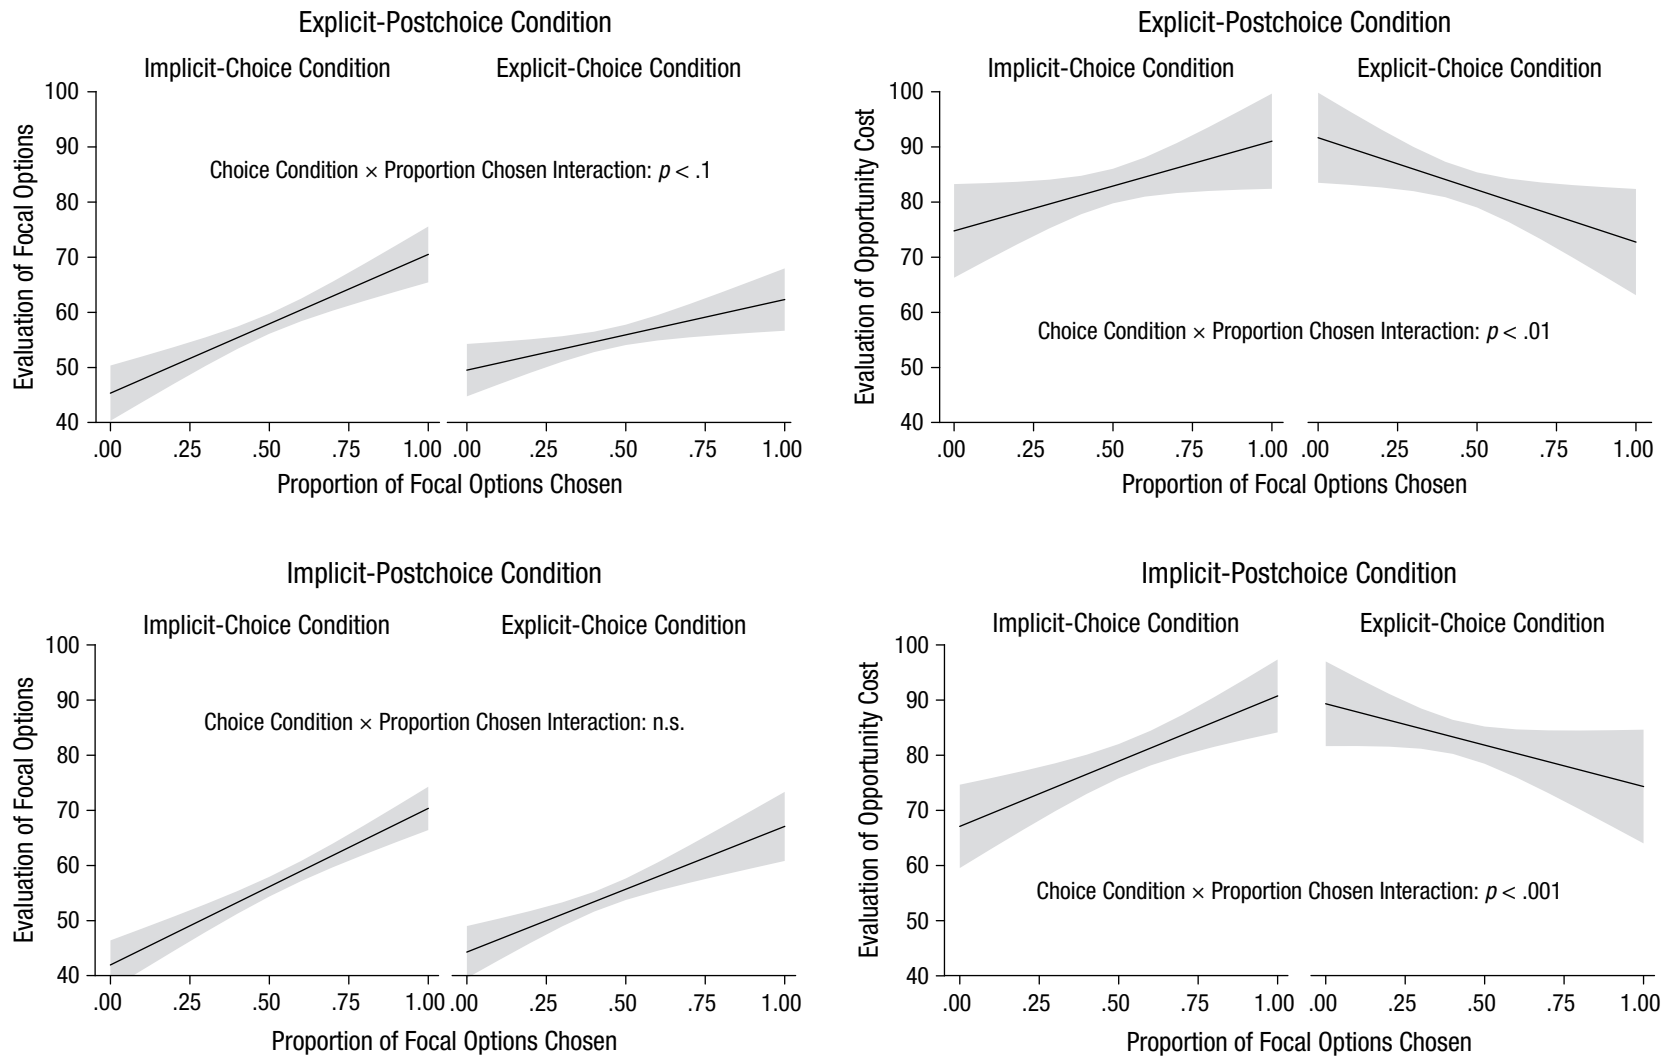 Explicit-Postchoice Condition
Implicit-Choice Condition
Explicit-Choice Condition
Evaluation of Focal Options
100
90
80
70
60
50
40
Choice Condition × Proportion Chosen Interaction: p < .1
.00 .25 .50 .75 1.00 .00 .25 .50 .75 1.00
Proportion of Focal Options Chosen
Explicit-Postchoice Condition
Implicit-Choice Condition
Explicit-Choice Condition
Evaluation of Opportunity Cost
100
90
80
70
60
50
40
Choice Condition × Proportion Chosen Interaction: p < .01
.00 .25 .50 .75 1.00 .00 .25 .50 .75 1.00
Proportion of Focal Options Chosen
Implicit-Postchoice Condition
Implicit-Choice Condition
Explicit-Choice Condition
Evaluation of Focal Options
100
90
80
70
60
50
40
Choice Condition × Proportion Chosen Interaction: n.s.
.00 .25 .50 .75 1.00 .00 .25 .50 .75 1.00
Proportion of Focal Options Chosen
Implicit-Postchoice Condition
Implicit-Choice Condition
Explicit-Choice Condition
Evaluation of Opportunity Cost
100
90
80
70
60
50
40
Choice Condition × Proportion Chosen Interaction: p < .001
.00 .25 .50 .75 1.00 .00 .25 .50 .75 1.00
Proportion of Focal Options Chosen